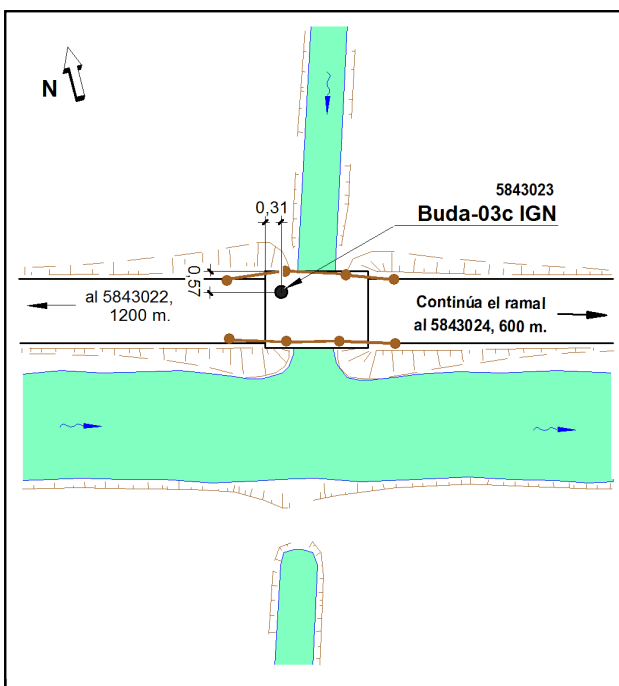 N
0,31
5843023
Buda-03c IGN
0,57
al 5843022,
1200 m.
Continúa el ramal
al 5843024, 600 m.